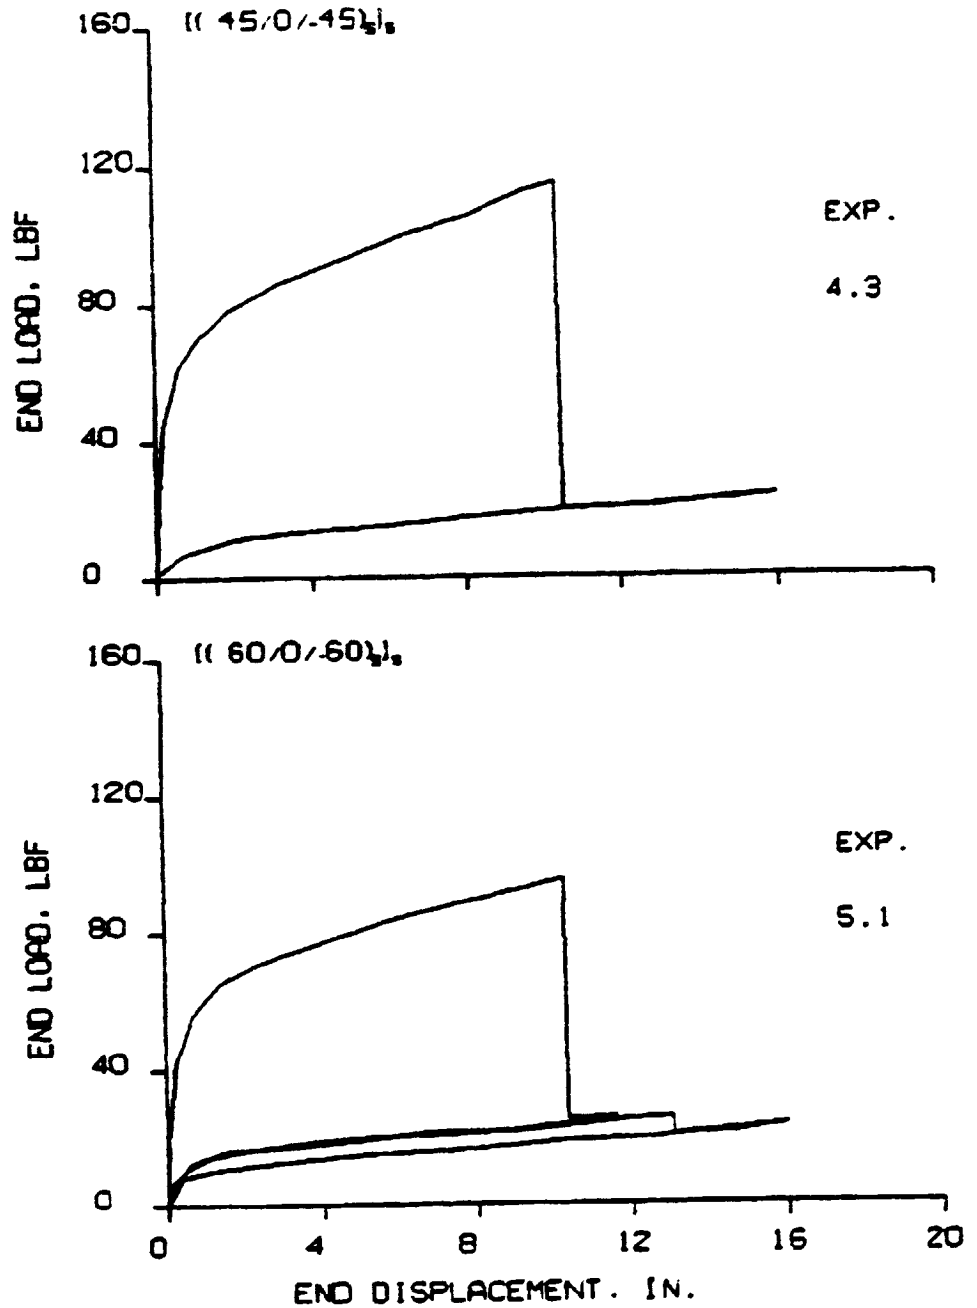 160 [( 45/0/-45)s]s
120
EXP.
80
4.3
40
0
END LOAD, LBF
160 [( 60/0/-60)s]s
120
EXP.
80
5.1
40
0
END LOAD, LBF
0 4 8 12 16 20
END DISPLACEMENT. IN.